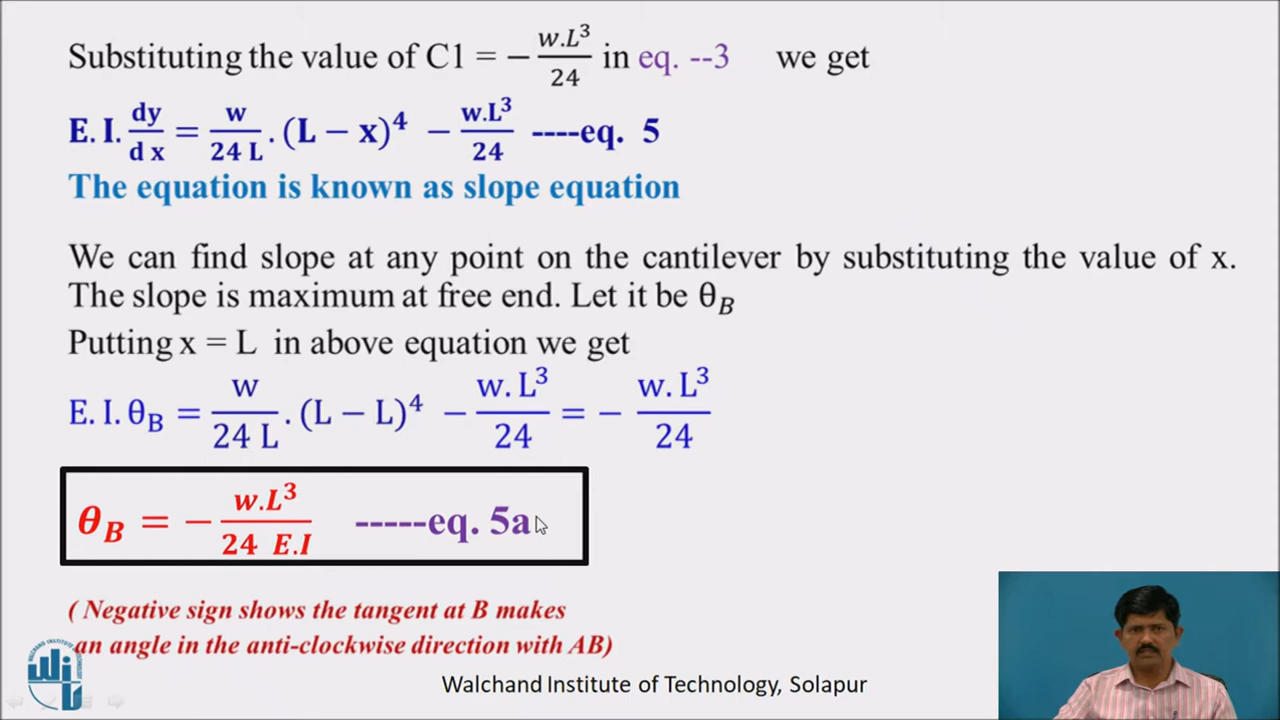 Substituting the value of C1 = − w.L³/24 in eq. --3 we get
E. I. dy/d x = w/24 L . (L − x)⁴ − w.L³/24 ----eq. 5
The equation is known as slope equation
We can find slope at any point on the cantilever by substituting the value of x.
The slope is maximum at free end. Let it be θ_B
Putting x = L in above equation we get
E. I. θ_B = w/24 L . (L − L)⁴ − w. L³/24 = − w. L³/24
θ_B = − w.L³/24 E.I -----eq. 5a
( Negative sign shows the tangent at B makes
an angle in the anti-clockwise direction with AB)
Walchand Institute of Technology, Solapur